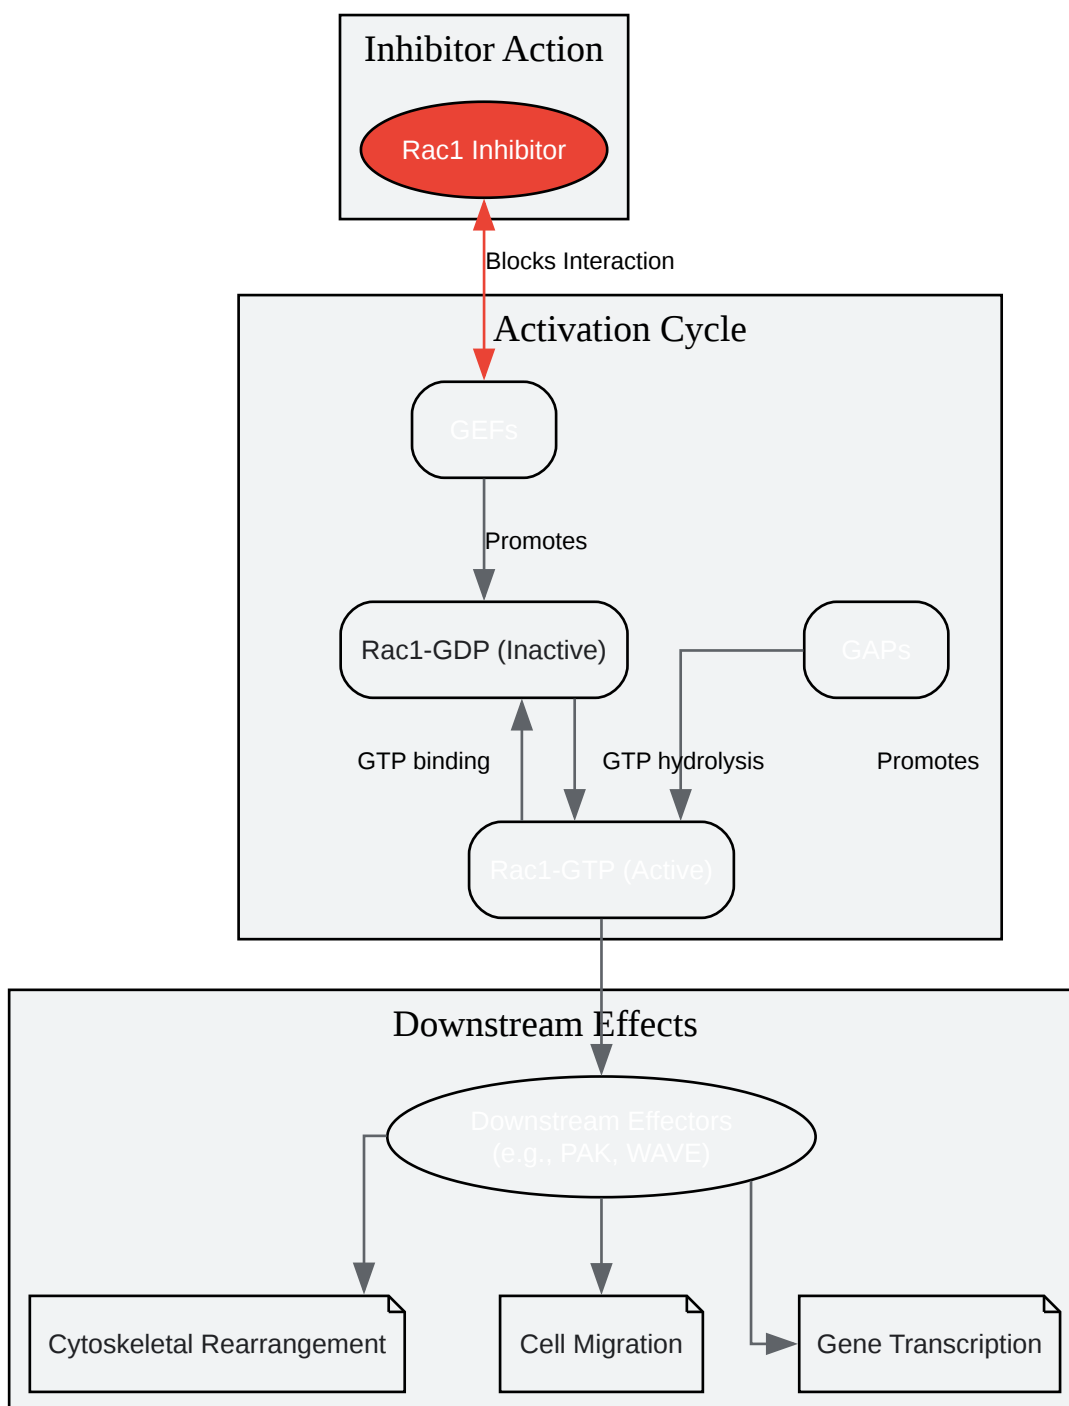 Inhibitor Action
Rac1 Inhibitor
Blocks Interaction
Activation Cycle
GEFs
Promotes
Rac1-GDP (Inactive)
GAPs
GTP binding
GTP hydrolysis
Promotes
Rac1-GTP (Active)
Downstream Effects
Downstream Effectors
(e.g., PAK, WAVE)
Cytoskeletal Rearrangement
Cell Migration
Gene Transcription